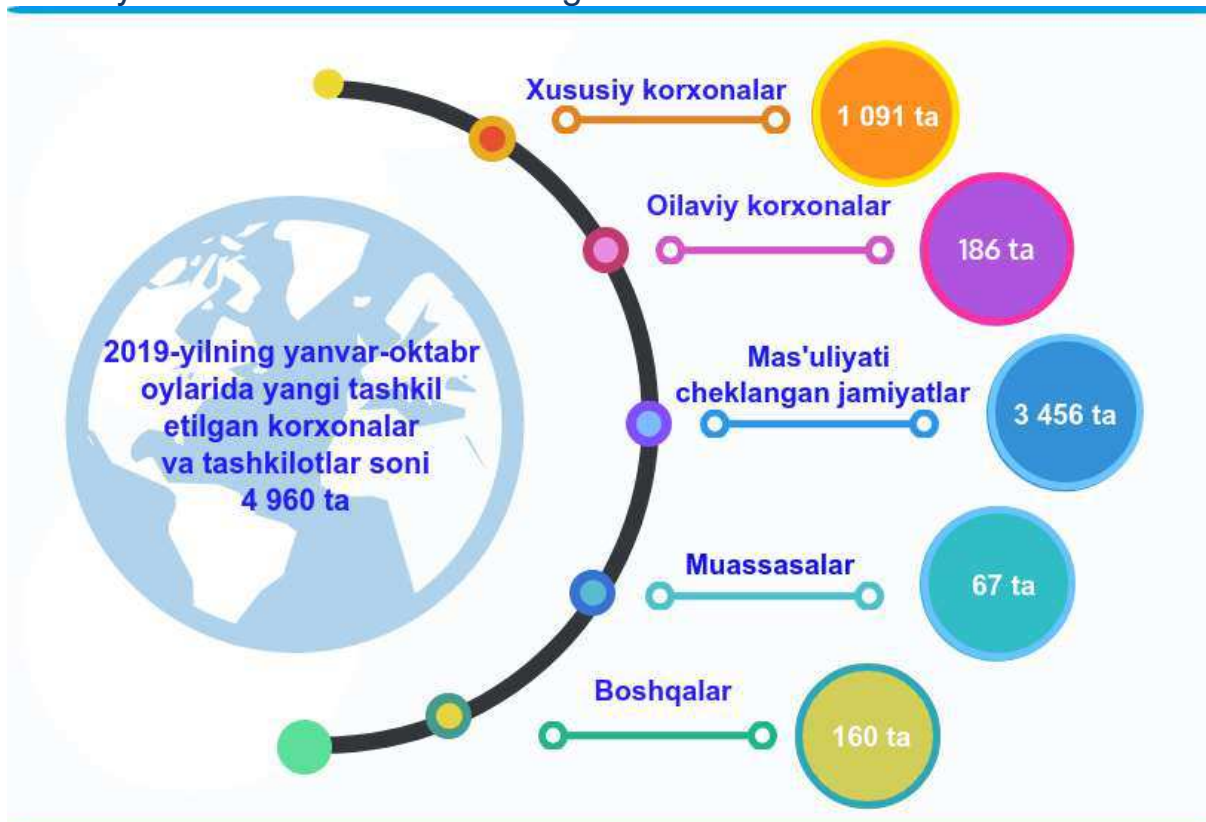 2019-yilning yanvar-oktabr
oylarida yangi tashkil
etilgan korxonalar
va tashkilotlar soni
4 960 ta
Xususiy korxonalar
1 091 ta
Oilaviy korxonalar
186 ta
Mas'uliyati
cheklangan jamiyatlar
3 456 ta
Muassasalar
67 ta
Boshqalar
160 ta